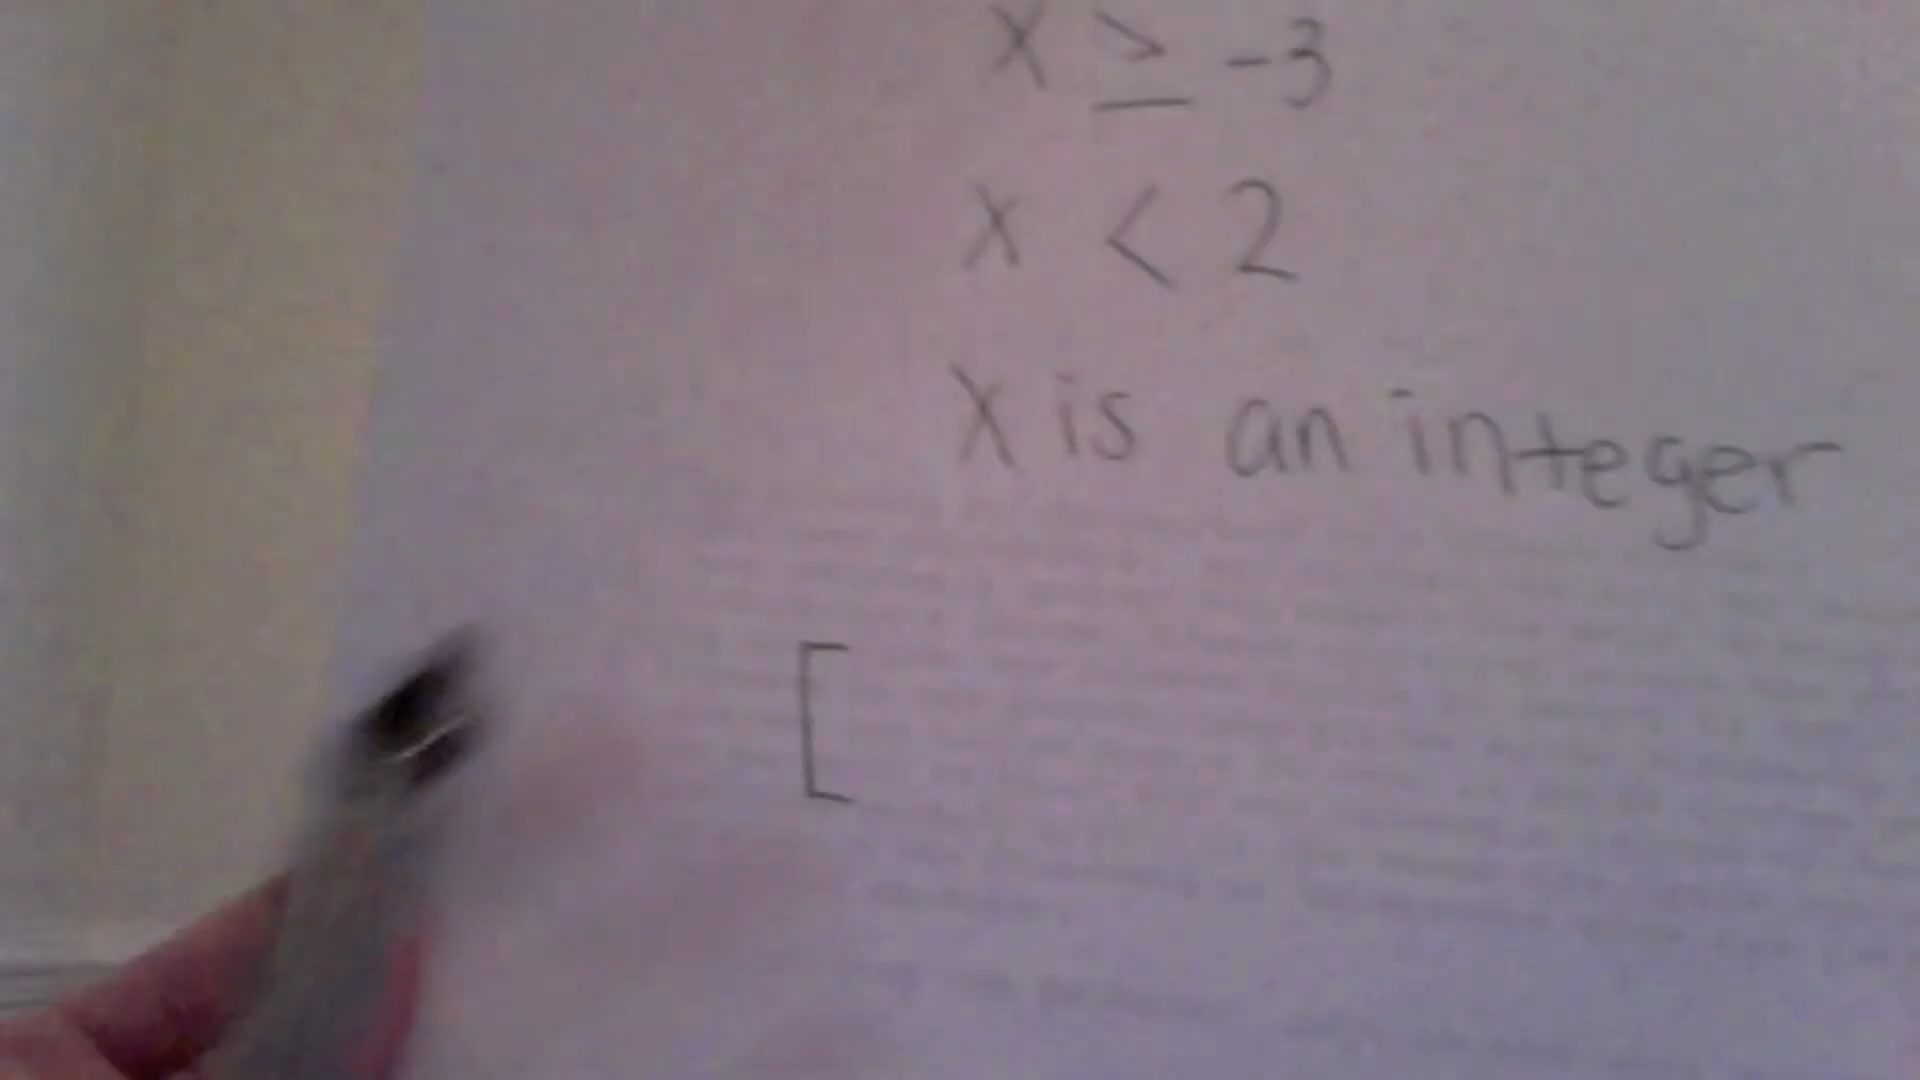 x ≥ -3
x < 2
x is an integer
[